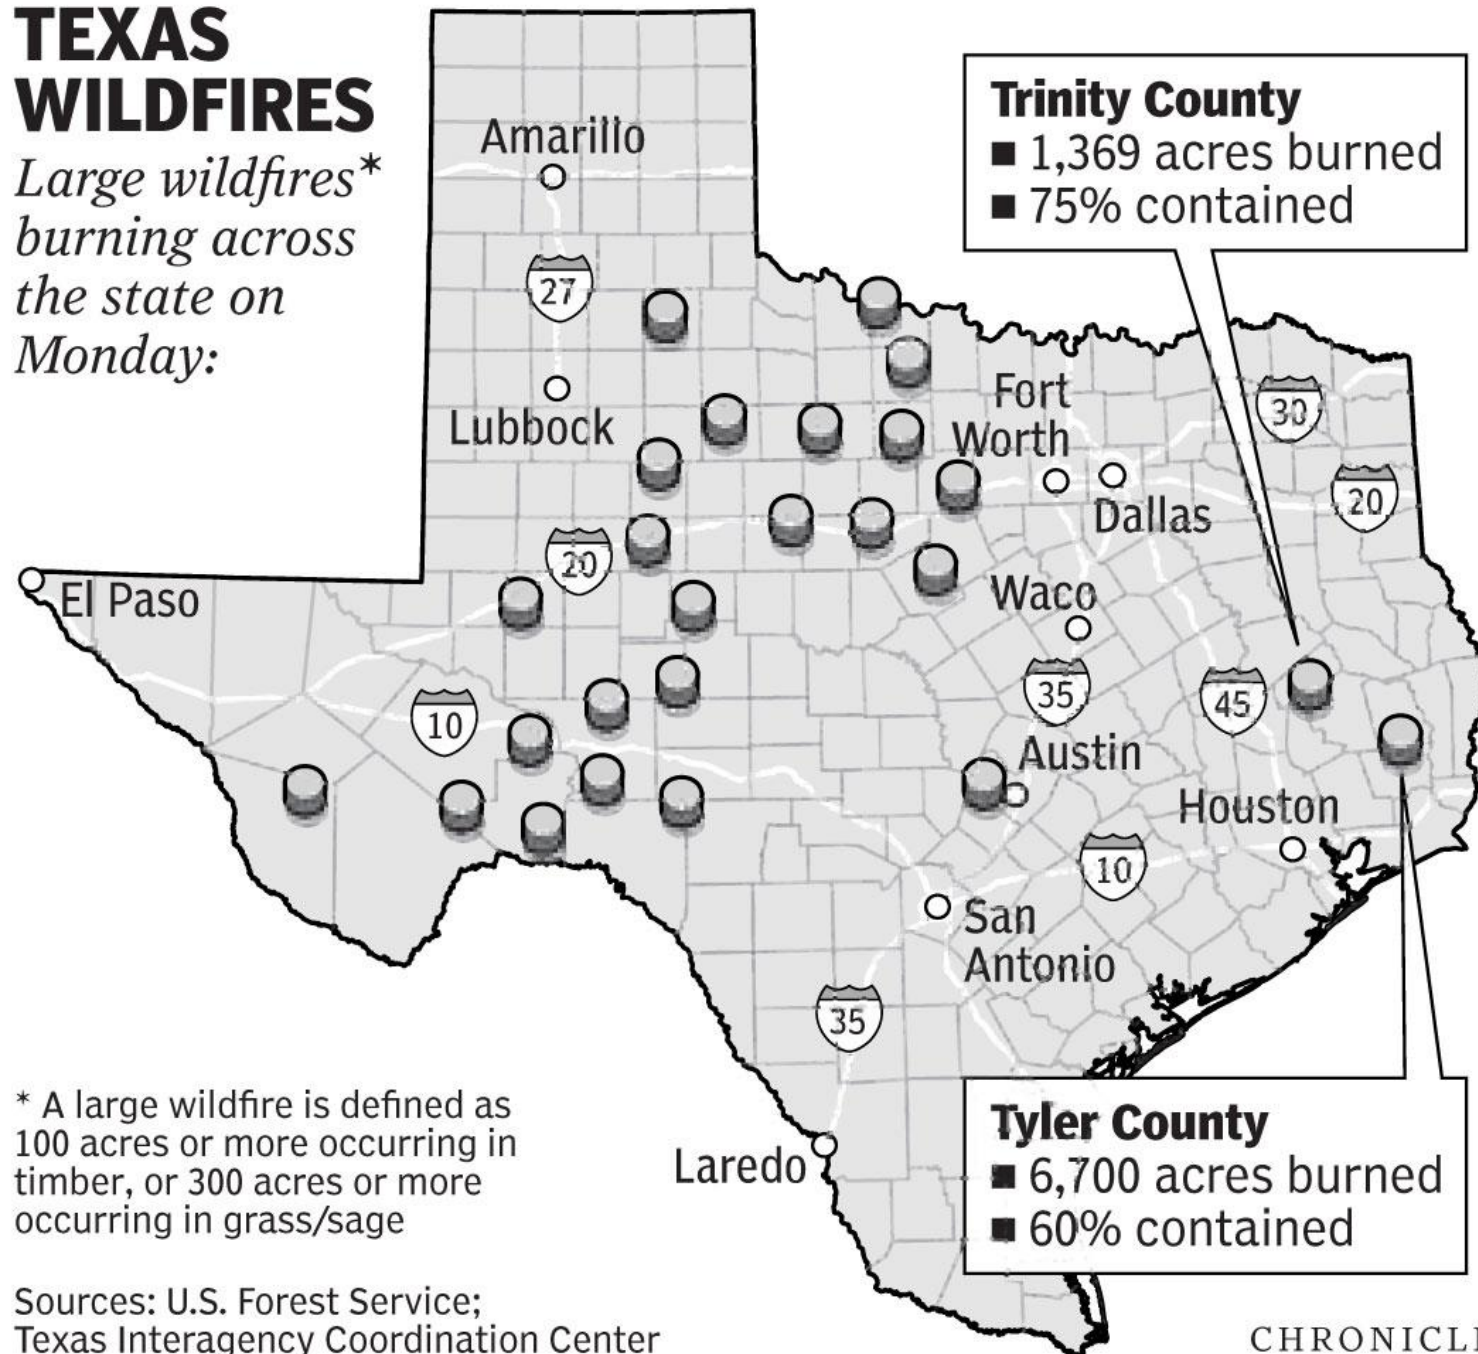 TEXAS
WILDFIRES
Large wildfires*
burning across
the state on
Monday:
Trinity County
■ 1,369 acres burned
■ 75% contained
Amarillo
27
Lubbock
Fort
Worth
30
Dallas
20
20
El Paso
Waco
35
45
10
Austin
Houston
10
San
Antonio
35
Laredo
Tyler County
■ 6,700 acres burned
■ 60% contained
* A large wildfire is defined as
100 acres or more occurring in
timber, or 300 acres or more
occurring in grass/sage
Sources: U.S. Forest Service;
Texas Interagency Coordination Center
CHRONICLE